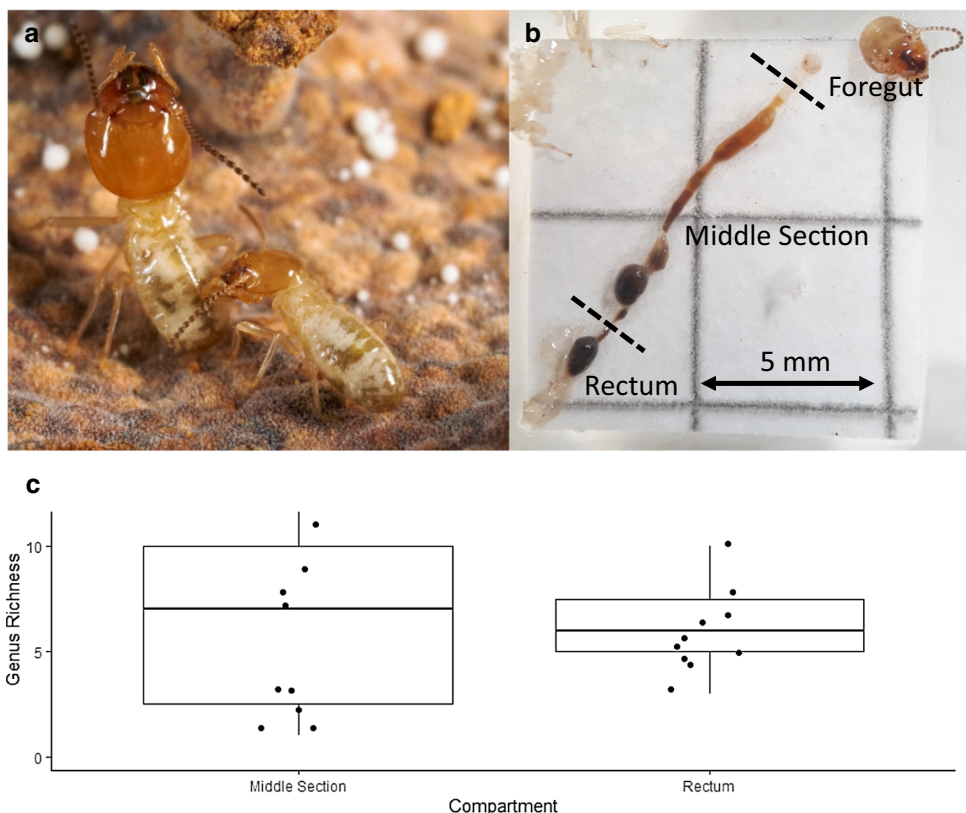 a
b
Foregut
Middle Section
5 mm
Rectum
c
Genus Richness
10
5
0
Middle Section
Rectum
Compartment